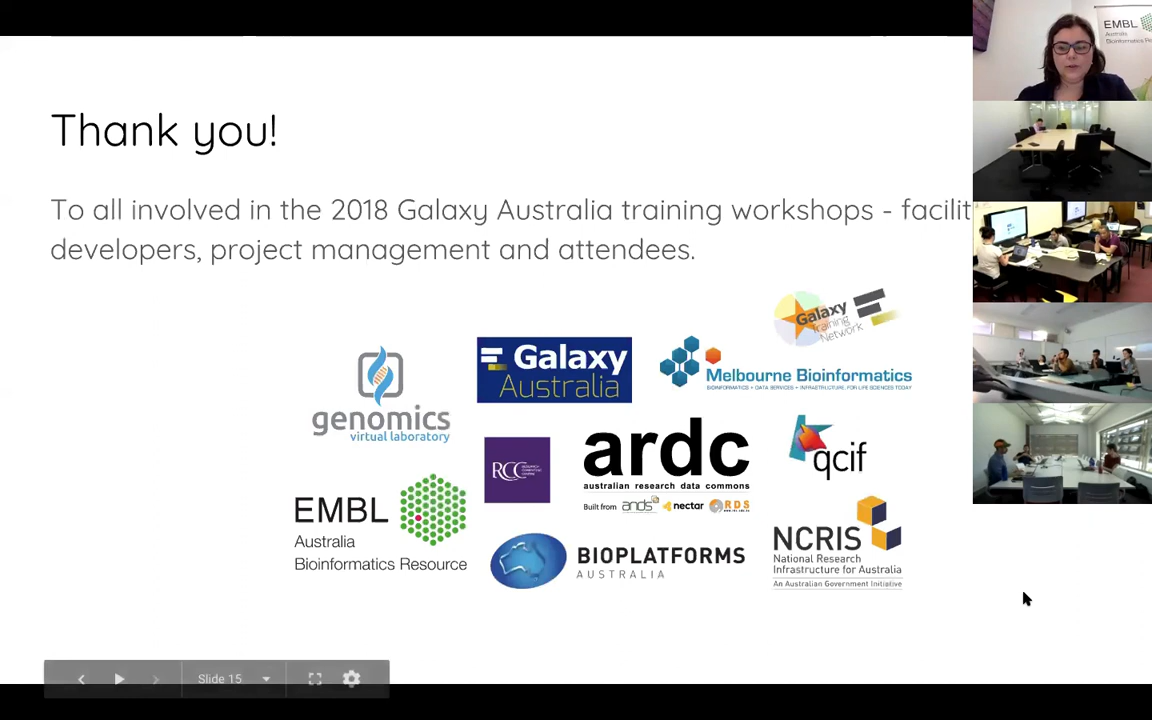 Thank you!
To all involved in the 2018 Galaxy Australia training workshops - facilit
developers, project management and attendees.
EMBL
Australia
Bioinformatics Re
Galaxy
Training
Network
Galaxy
Australia
Melbourne Bioinformatics
BIOINFORMATICS + DATA SERVICES + INFRASTRUCTURE FOR LIFE SCIENCES TODAY
genomics
virtual laboratory
RCC
ardc
australian research data commons
Built from ands nectar RDS
qcif
EMBL
Australia
Bioinformatics Resource
BIOPLATFORMS
AUSTRALIA
NCRIS
National Research
Infrastructure for Australia
An Australian Government Initiative
Slide 15